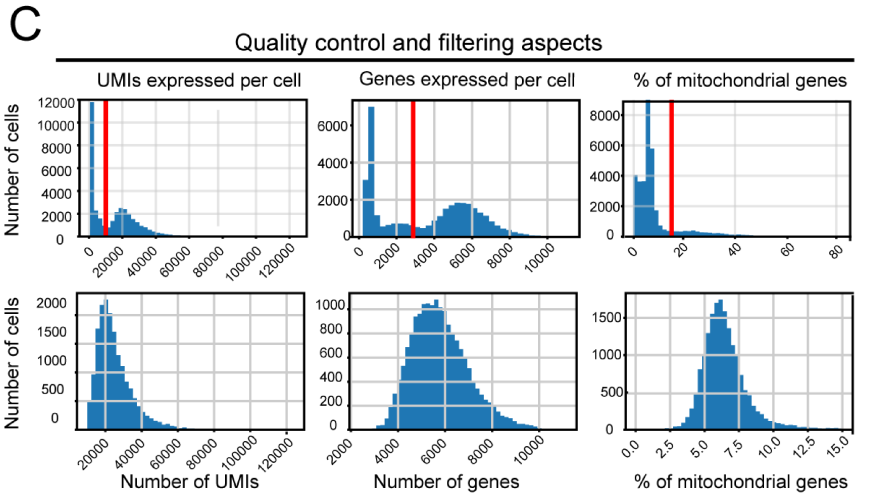 C
Quality control and filtering aspects
UMIs expressed per cell
Genes expressed per cell
% of mitochondrial genes
Number of cells
12000
10000
8000
6000
4000
2000
0
0 20000 40000 60000 80000 100000 120000
6000
4000
2000
0
0 2000 4000 6000 8000 10000
8000
6000
4000
2000
0
0 20 40 60 80
Number of cells
2000
1500
1000
500
0
20000 40000 60000 80000 100000 120000
Number of UMIs
1000
800
600
400
200
0
2000 4000 6000 8000 10000
Number of genes
1500
1000
500
0
0.0 2.5 5.0 7.5 10.0 12.5 15.0
% of mitochondrial genes